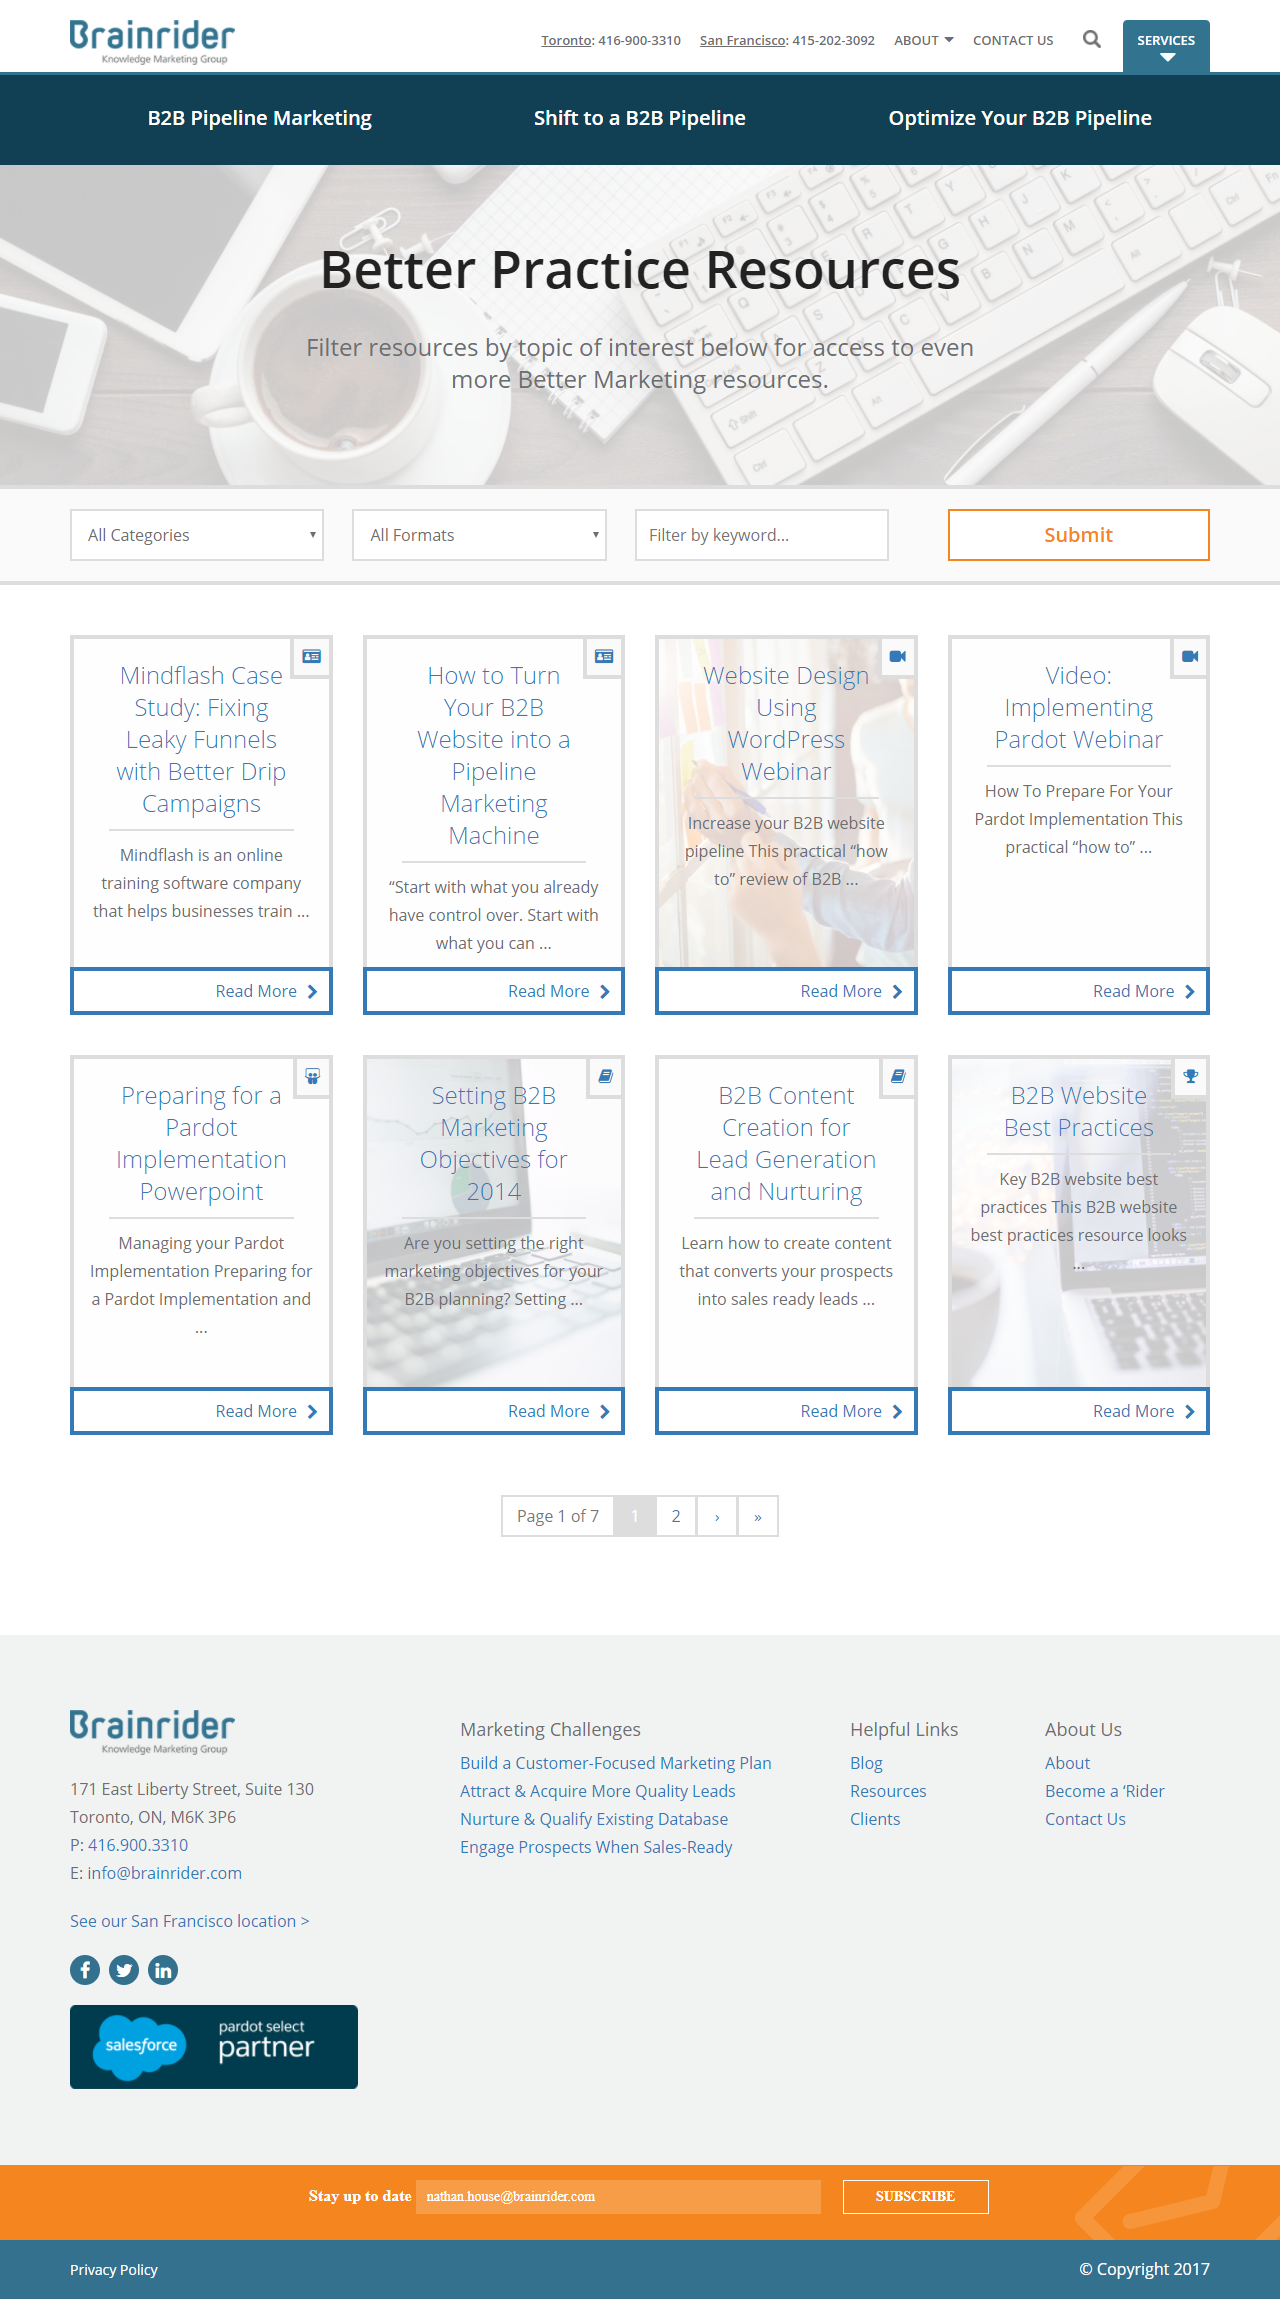 Brainrider
Knowledge Marketing Group
Toronto: 416-900-3310
San Francisco: 415-202-3092
ABOUT
CONTACT US
SERVICES
B2B Pipeline Marketing
Shift to a B2B Pipeline
Optimize Your B2B Pipeline
Better Practice Resources
Filter resources by topic of interest below for access to even
more Better Marketing resources.
All Categories
All Formats
Filter by keyword...
Submit
Mindflash Case
Study: Fixing
Leaky Funnels
with Better Drip
Campaigns
Mindflash is an online
training software company
that helps businesses train ...
Read More
How to Turn
Your B2B
Website into a
Pipeline
Marketing
Machine
“Start with what you already
have control over. Start with
what you can ...
Read More
Website Design
Using
WordPress
Webinar
Increase your B2B website
pipeline This practical “how
to” review of B2B ...
Read More
Video:
Implementing
Pardot Webinar
How To Prepare For Your
Pardot Implementation This
practical “how to” ...
Read More
Preparing for a
Pardot
Implementation
Powerpoint
Managing your Pardot
Implementation Preparing for
a Pardot Implementation and
...
Read More
Setting B2B
Marketing
Objectives for
2014
Are you setting the right
marketing objectives for your
B2B planning? Setting ...
Read More
B2B Content
Creation for
Lead Generation
and Nurturing
Learn how to create content
that converts your prospects
into sales ready leads ...
Read More
B2B Website
Best Practices
Key B2B website best
practices This B2B website
best practices resource looks
...
Read More
Page 1 of 7
1
2
›
»
Brainrider
Knowledge Marketing Group
171 East Liberty Street, Suite 130
Toronto, ON, M6K 3P6
P: 416.900.3310
E: info@brainrider.com
See our San Francisco location >
salesforce
pardot select
partner
Marketing Challenges
Build a Customer-Focused Marketing Plan
Attract & Acquire More Quality Leads
Nurture & Qualify Existing Database
Engage Prospects When Sales-Ready
Helpful Links
Blog
Resources
Clients
About Us
About
Become a ‘Rider
Contact Us
Stay up to date
nathan.house@brainrider.com
SUBSCRIBE
Privacy Policy
© Copyright 2017